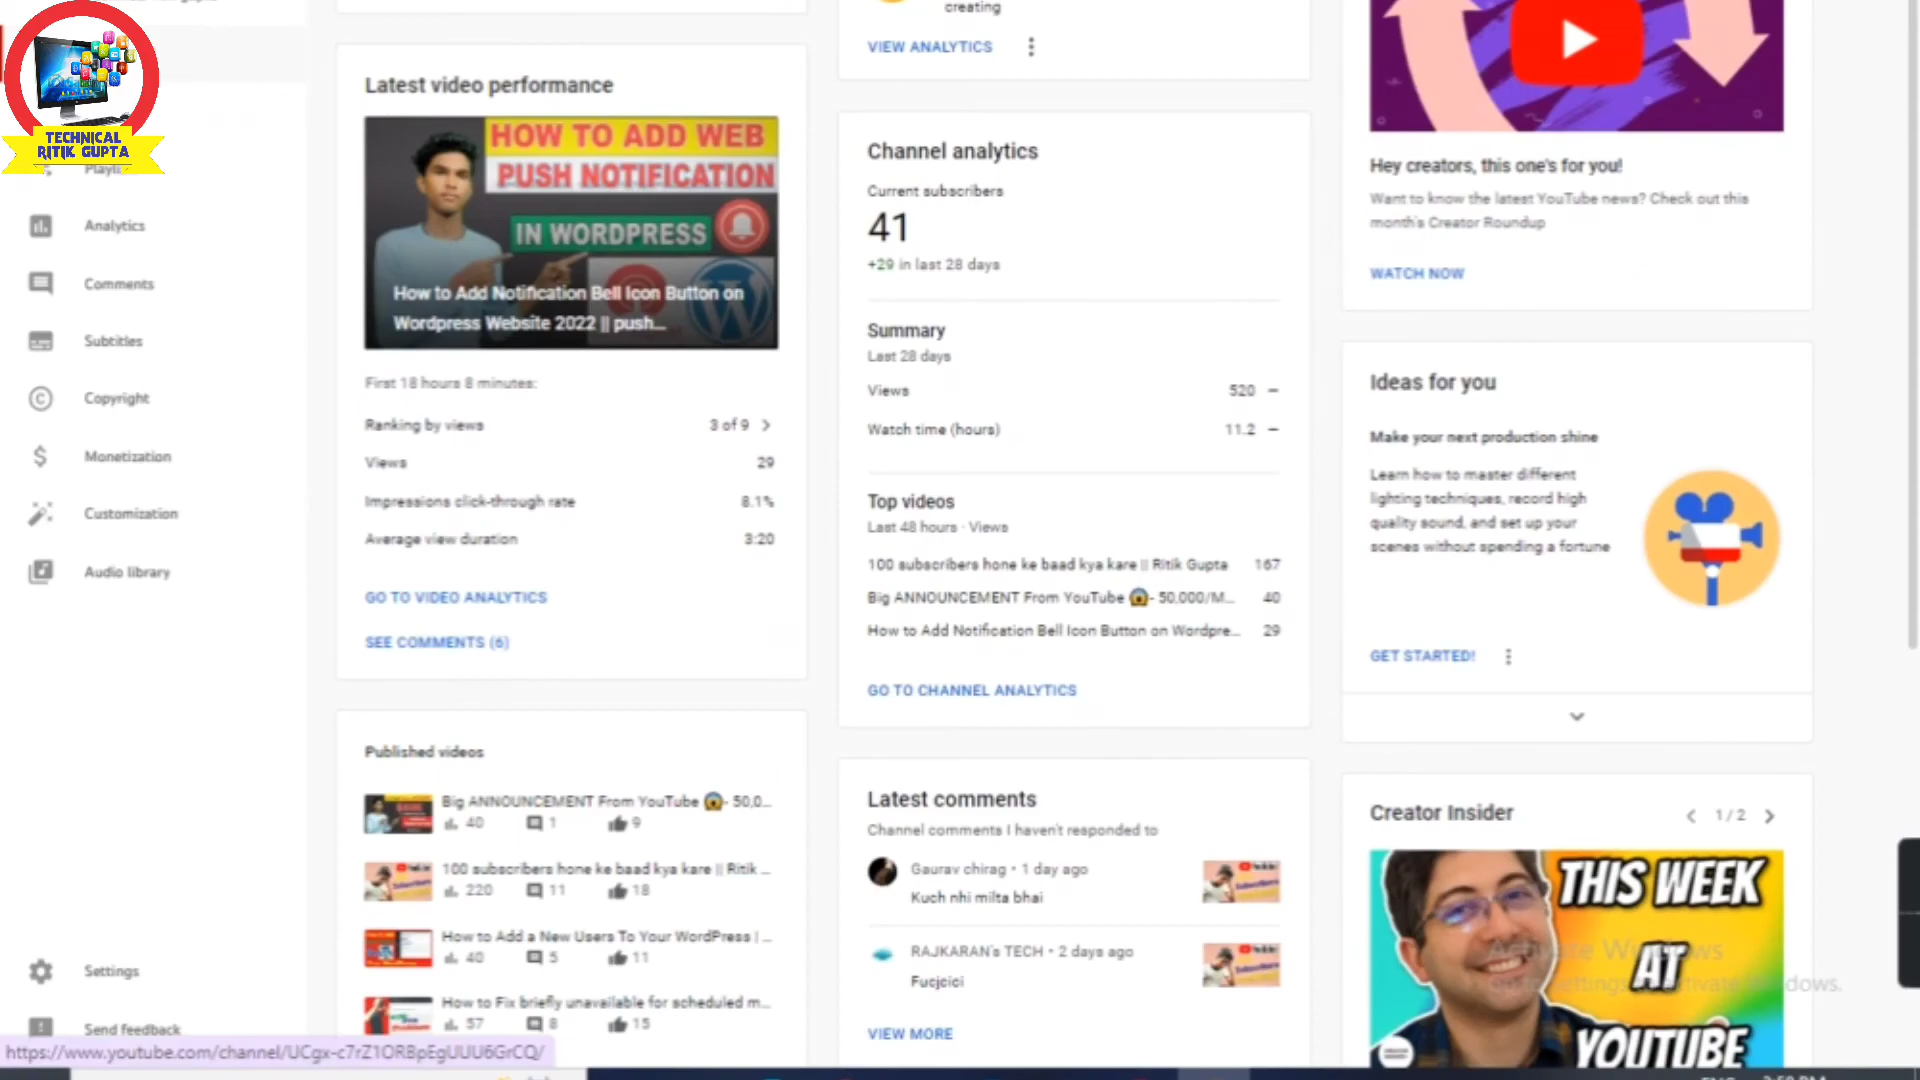 TECHNICAL
RITIK GUPTA
Analytics
Comments
Subtitles
Copyright
Monetization
Customization
Audio library
Settings
Send feedback
https://www.youtube.com/channel/UCgx-c7rZ1ORBpEgUUU6GrCQ/
Latest video performance
HOW TO ADD WEB
PUSH NOTIFICATION
IN WORDPRESS
How to Add Notification Bell Icon Button on
Wordpress Website 2022 || push...
First 18 hours 8 minutes:
Ranking by views 3 of 9
Views 29
Impressions click-through rate 8.1%
Average view duration 3:20
GO TO VIDEO ANALYTICS
SEE COMMENTS (6)
Published videos
Big ANNOUNCEMENT From YouTube 😱- 50,0...
40 1 9
100 subscribers hone ke baad kya kare || Ritik ...
220 11 18
How to Add a New Users To Your WordPress | ...
40 5 11
How to Fix briefly unavailable for scheduled m...
57 8 15
creating
VIEW ANALYTICS
Channel analytics
Current subscribers
41
+29 in last 28 days
Summary
Last 28 days
Views 520 —
Watch time (hours) 11.2 —
Top videos
Last 48 hours · Views
100 subscribers hone ke baad kya kare || Ritik Gupta 167
Big ANNOUNCEMENT From YouTube 😱- 50,000/M... 40
How to Add Notification Bell Icon Button on Wordpre... 29
GO TO CHANNEL ANALYTICS
Latest comments
Channel comments I haven't responded to
Gaurav chirag • 1 day ago
Kuch nhi milta bhai
RAJKARAN's TECH • 2 days ago
Fucjcici
VIEW MORE
Hey creators, this one's for you!
Want to know the latest YouTube news? Check out this
month's Creator Roundup
WATCH NOW
Ideas for you
Make your next production shine
Learn how to master different
lighting techniques, record high
quality sound, and set up your
scenes without spending a fortune
GET STARTED!
Creator Insider 1 / 2
THIS WEEK
AT
YOUTUBE
Activate Windows